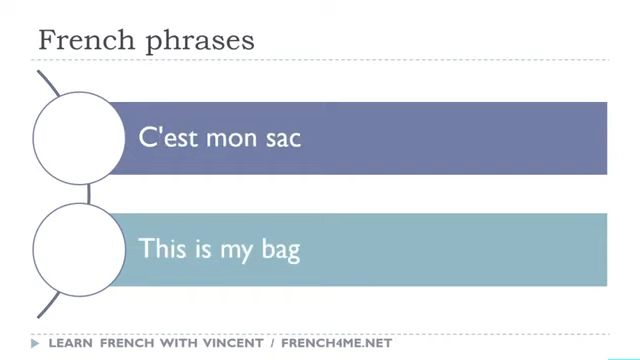 French phrases
C'est mon sac
This is my bag
LEARN FRENCH WITH VINCENT / FRENCH4ME.NET